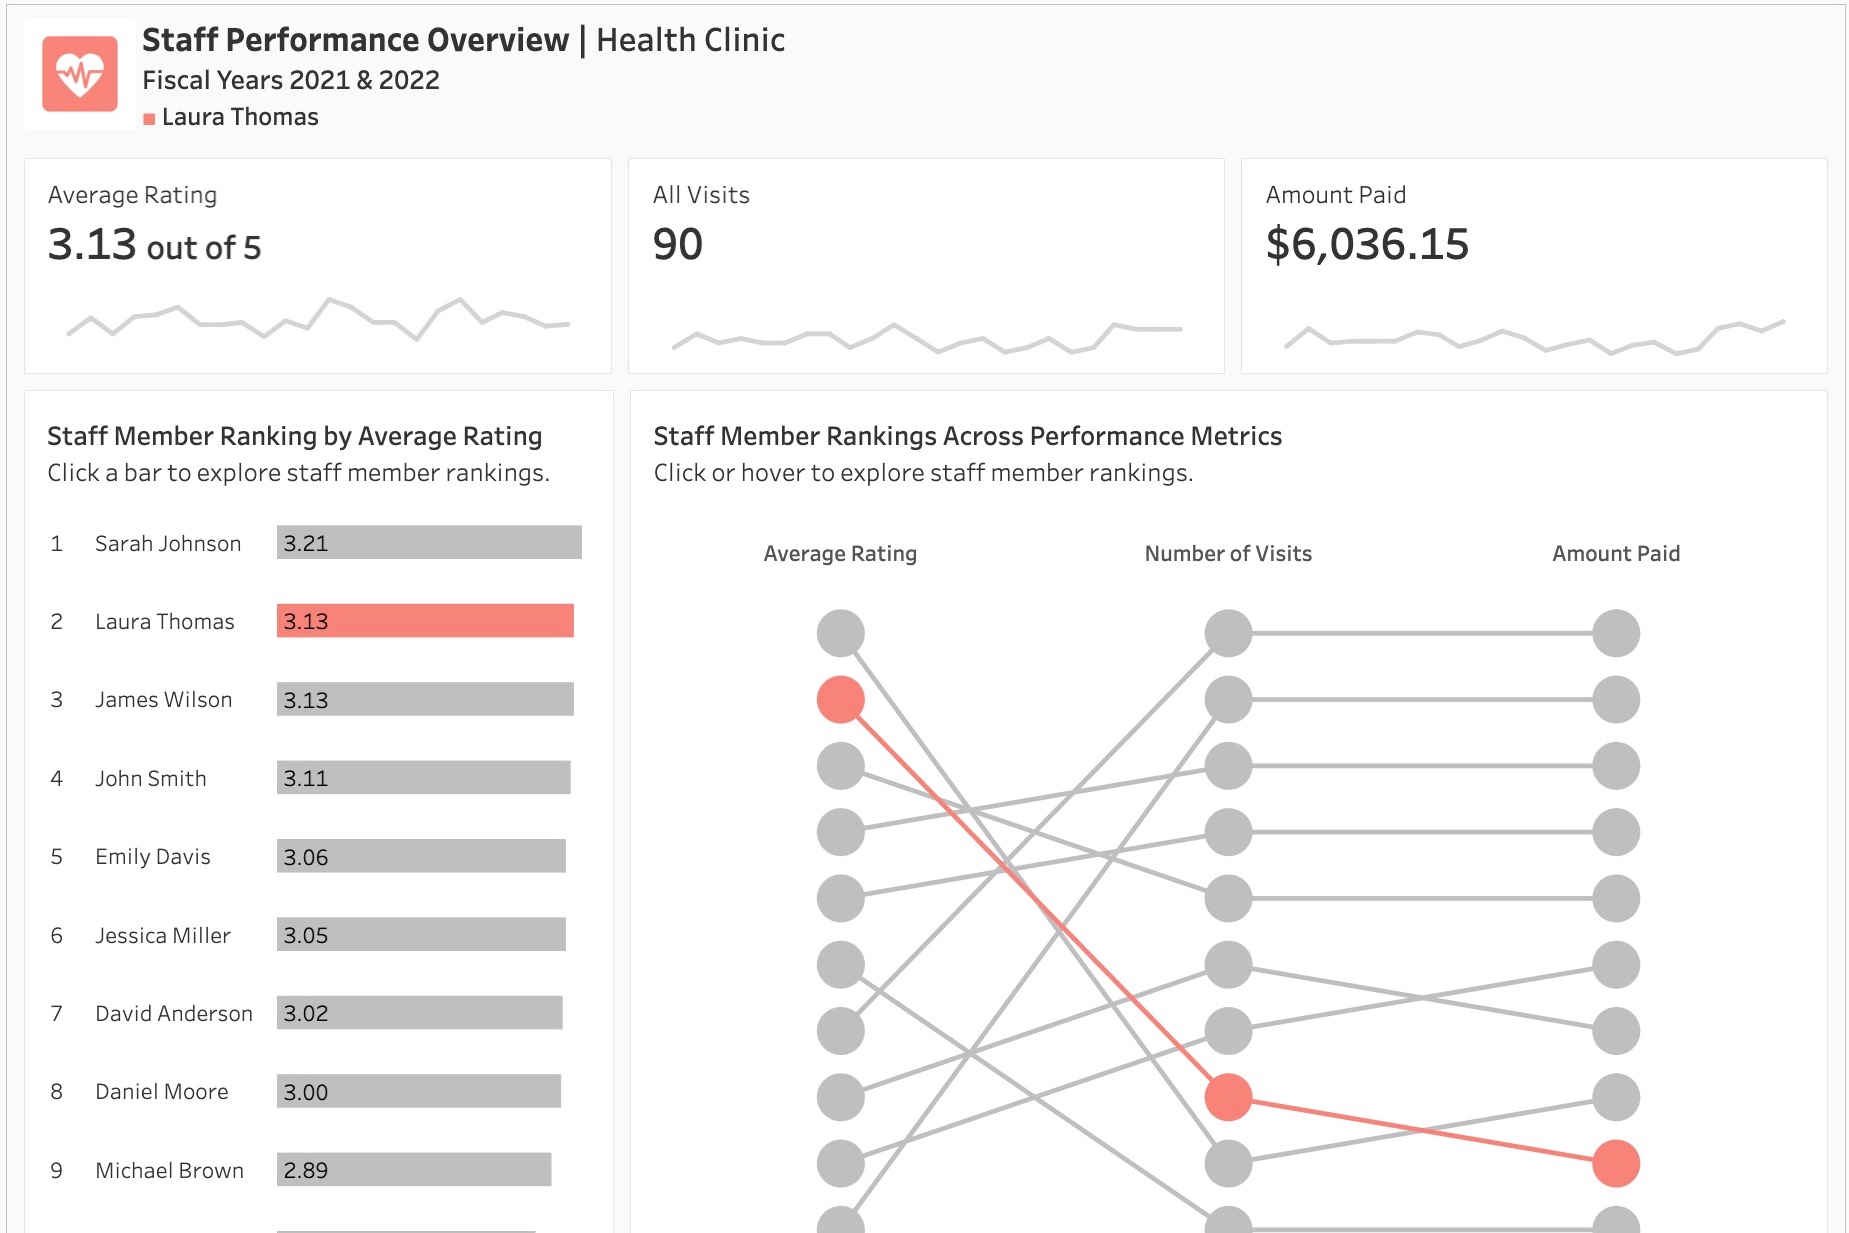 Staff Performance Overview | Health Clinic
Fiscal Years 2021 & 2022
Laura Thomas
Average Rating
3.13 out of 5
All Visits
90
Amount Paid
$6,036.15
Staff Member Ranking by Average Rating
Click a bar to explore staff member rankings.
1 Sarah Johnson 3.21
2 Laura Thomas 3.13
3 James Wilson 3.13
4 John Smith 3.11
5 Emily Davis 3.06
6 Jessica Miller 3.05
7 David Anderson 3.02
8 Daniel Moore 3.00
9 Michael Brown 2.89
Staff Member Rankings Across Performance Metrics
Click or hover to explore staff member rankings.
Average Rating
Number of Visits
Amount Paid